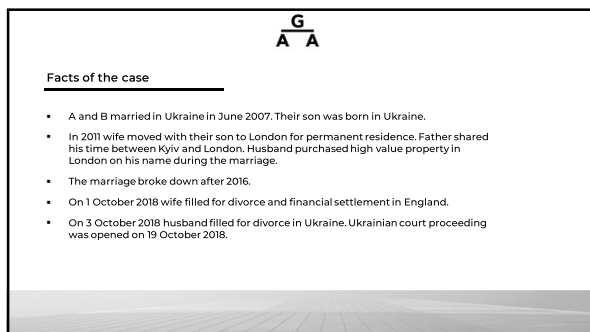 G
A A
Facts of the case
▪ A and B married in Ukraine in June 2007. Their son was born in Ukraine.
▪ In 2011 wife moved with their son to London for permanent residence. Father shared
his time between Kyiv and London. Husband purchased high value property in
London on his name during the marriage.
▪ The marriage broke down after 2016.
▪ On 1 October 2018 wife filled for divorce and financial settlement in England.
▪ On 3 October 2018 husband filled for divorce in Ukraine. Ukrainian court proceeding
was opened on 19 October 2018.